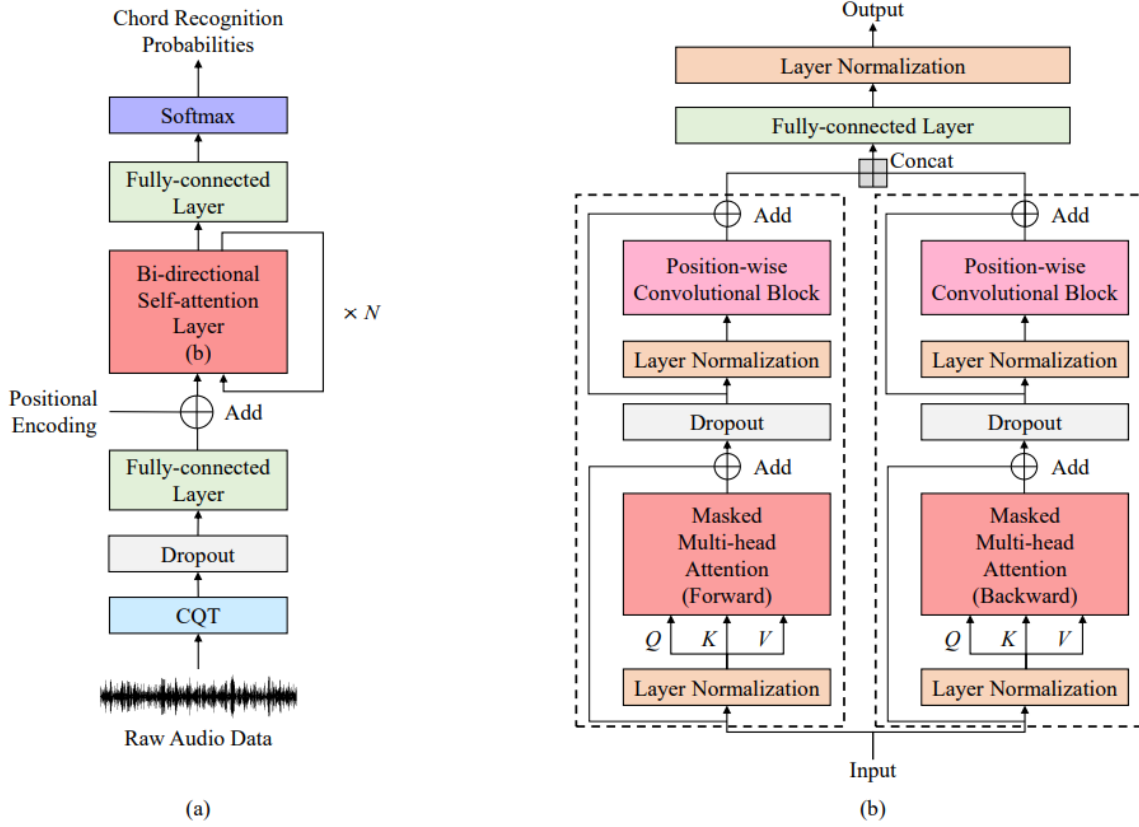 Chord Recognition
Probabilities
Softmax
Fully-connected
Layer
Bi-directional
Self-attention
Layer
(b)
× N
Positional
Encoding
Add
Fully-connected
Layer
Dropout
CQT
Raw Audio Data
(a)
Output
Layer Normalization
Fully-connected Layer
Concat
Add
Position-wise
Convolutional Block
Layer Normalization
Dropout
Add
Masked
Multi-head
Attention
(Forward)
Q K V
Layer Normalization
Add
Position-wise
Convolutional Block
Layer Normalization
Dropout
Add
Masked
Multi-head
Attention
(Backward)
Q K V
Layer Normalization
Input
(b)